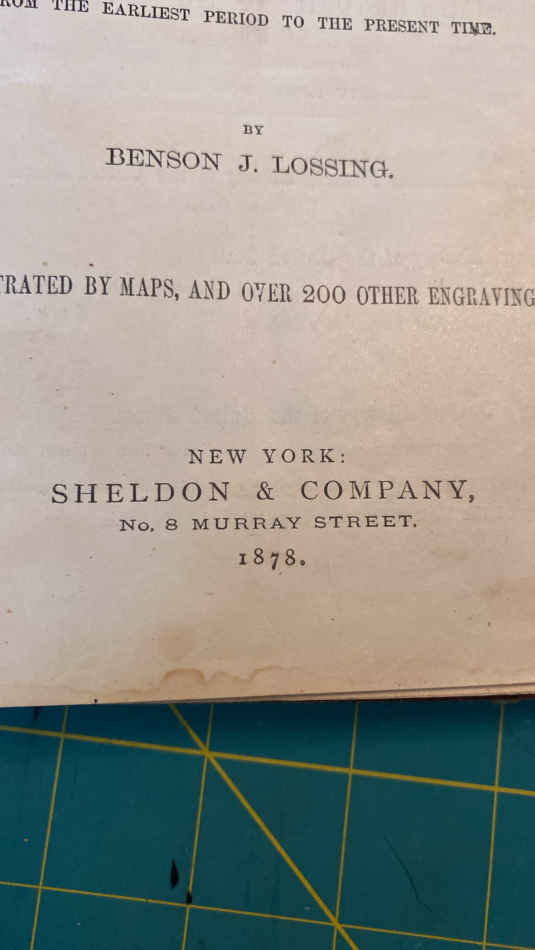 ROM THE EARLIEST PERIOD TO THE PRESENT TIME.
BY
BENSON J. LOSSING.
TRATED BY MAPS, AND OVER 200 OTHER ENGRAVING
NEW YORK:
SHELDON & COMPANY,
No. 8 MURRAY STREET.
1878.